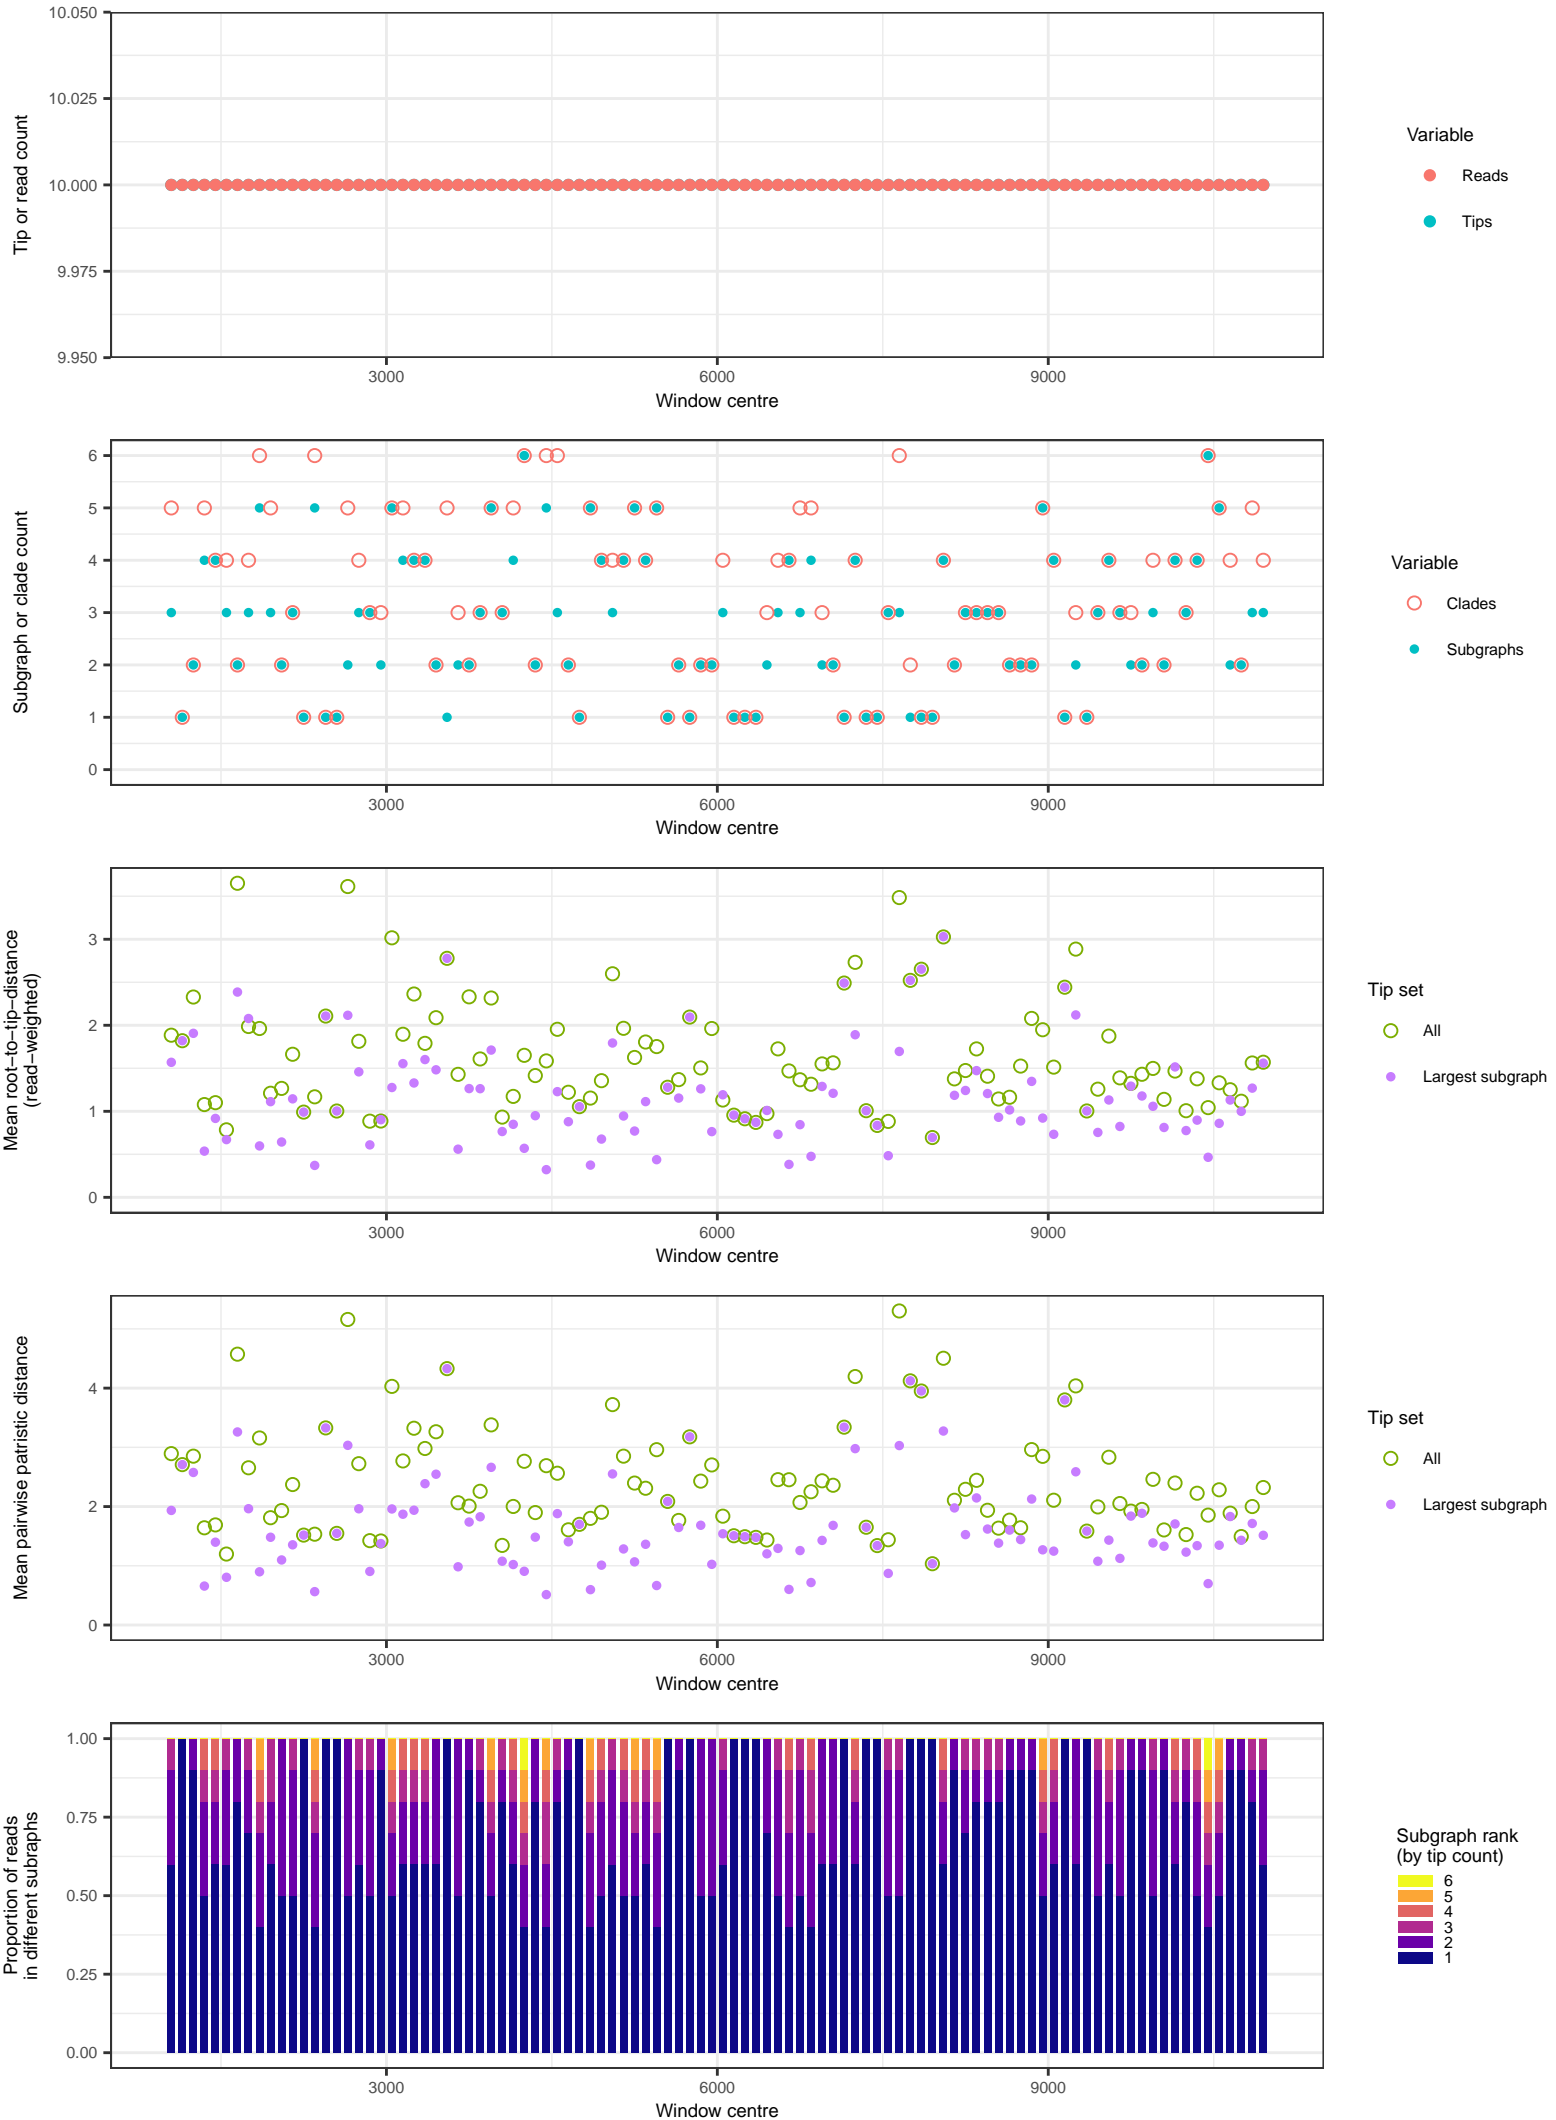 10.050
10.025
10.000
9.975
9.950
Tip or read count
3000 6000 9000
Window centre
Variable
Reads
Tips
6
5
4
3
2
1
0
Subgraph or clade count
3000 6000 9000
Window centre
Variable
Clades
Subgraphs
3
2
1
0
Mean root−to−tip−distance
(read−weighted)
3000 6000 9000
Window centre
Tip set
All
Largest subgraph
4
2
0
Mean pairwise patristic distance
3000 6000 9000
Window centre
Tip set
All
Largest subgraph
1.00
0.75
0.50
0.25
0.00
Proportion of reads
in different subraphs
3000 6000 9000
Window centre
Subgraph rank
(by tip count)
6
5
4
3
2
1